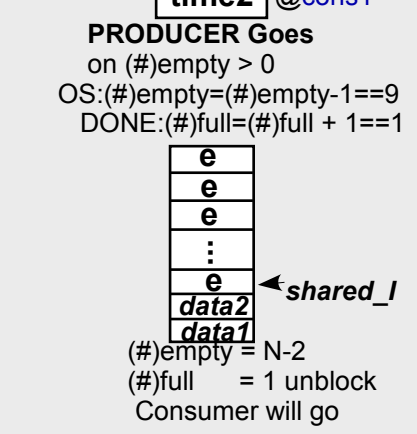 time2 @cons1
PRODUCER Goes
on (#)empty > 0
OS:(#)empty=(#)empty-1==9
DONE:(#)full=(#)full + 1==1
e
e
e
⋮
e
shared_I
data2
data1
(#)empty = N-2
(#)full = 1 unblock
Consumer will go